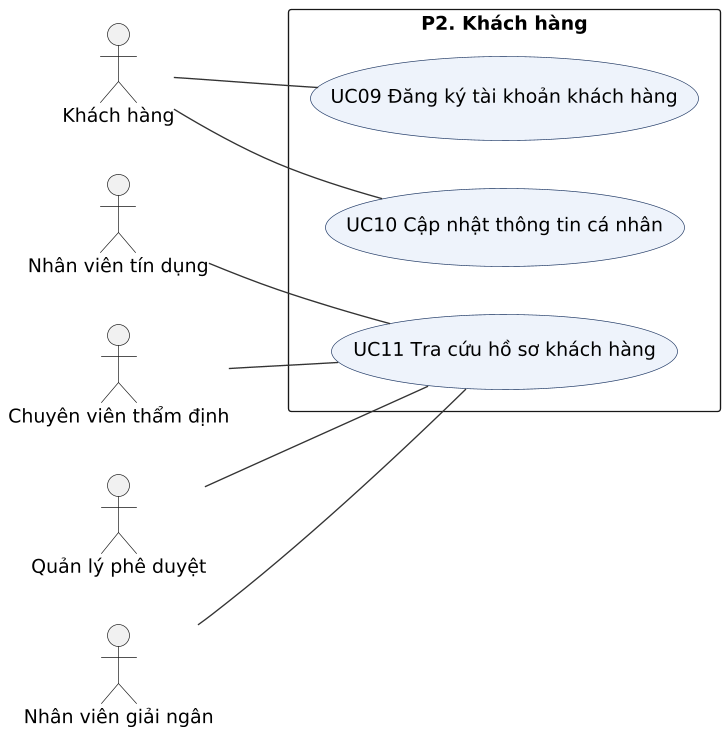 P2. Khách hàng
Khách hàng
UC09 Đăng ký tài khoản khách hàng
UC10 Cập nhật thông tin cá nhân
Nhân viên tín dụng
UC11 Tra cứu hồ sơ khách hàng
Chuyên viên thẩm định
Quản lý phê duyệt
Nhân viên giải ngân